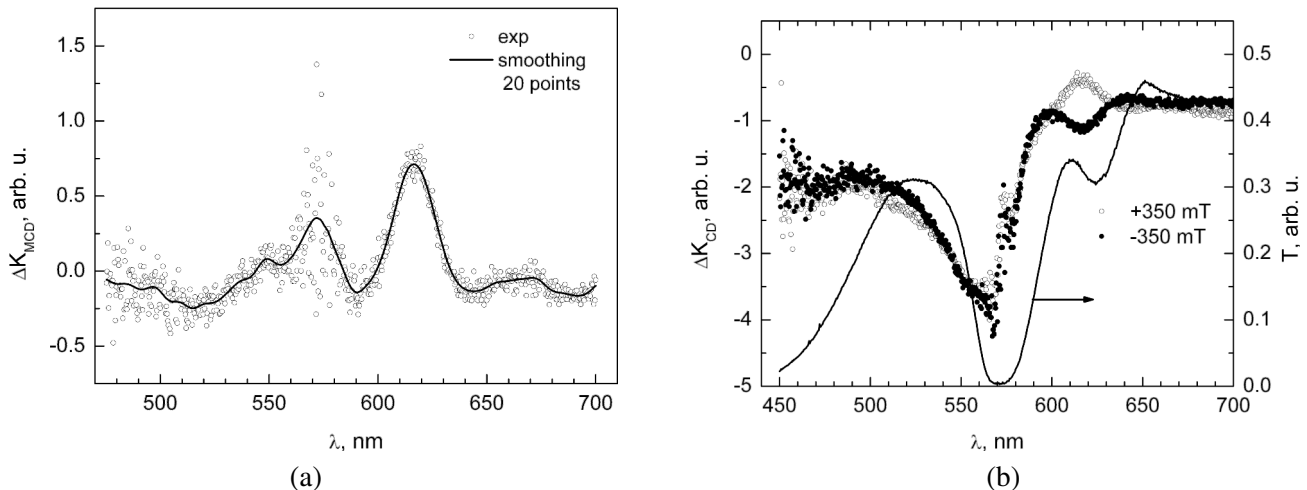 1.5
1.0
0.5
0.0
-0.5
ΔK_MCD, arb. u.
exp
smoothing
20 points
500 550 600 650 700
λ, nm
(a)
0
-1
-2
-3
-4
-5
ΔK_CD, arb. u.
+350 mT
-350 mT
0.5
0.4
0.3
0.2
0.1
0.0
T, arb. u.
450 500 550 600 650 700
λ, nm
(b)